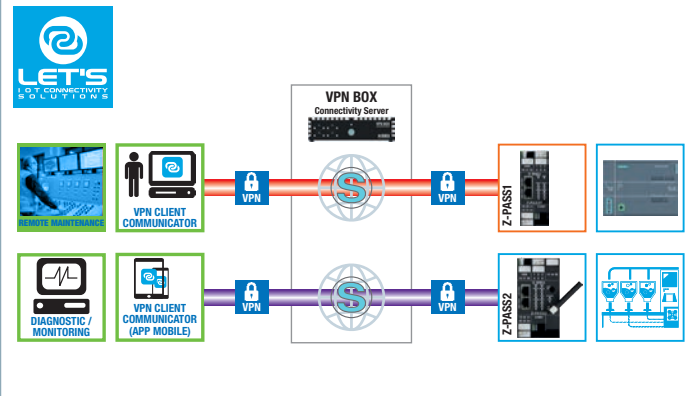 LET'S
IOT CONNECTIVITY
SOLUTIONS
VPN BOX
Connectivity Server
REMOTE MAINTENANCE
VPN CLIENT
COMMUNICATOR
VPN
S
VPN
Z-PASS1
DIAGNOSTIC /
MONITORING
VPN CLIENT
COMMUNICATOR
(APP MOBILE)
VPN
S
VPN
Z-PASS2